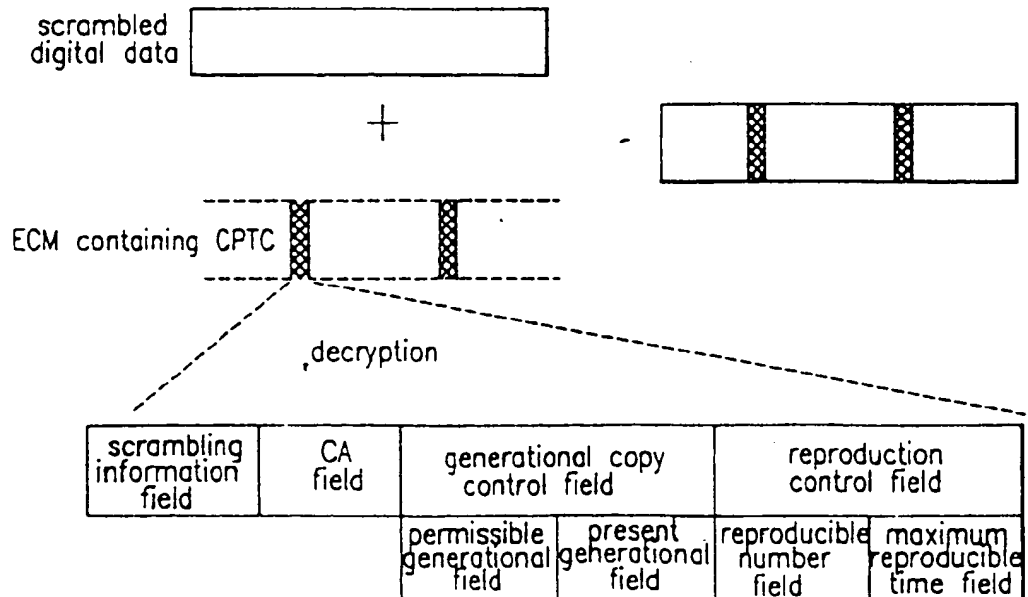 scrambled
digital data
+
ECM containing CPTC
decryption
scrambling
information
field
CA
field
generational copy
control field
reproduction
control field
permissible
generational
field
present
generational
field
reproducible
number
field
maximum
reproducible
time field